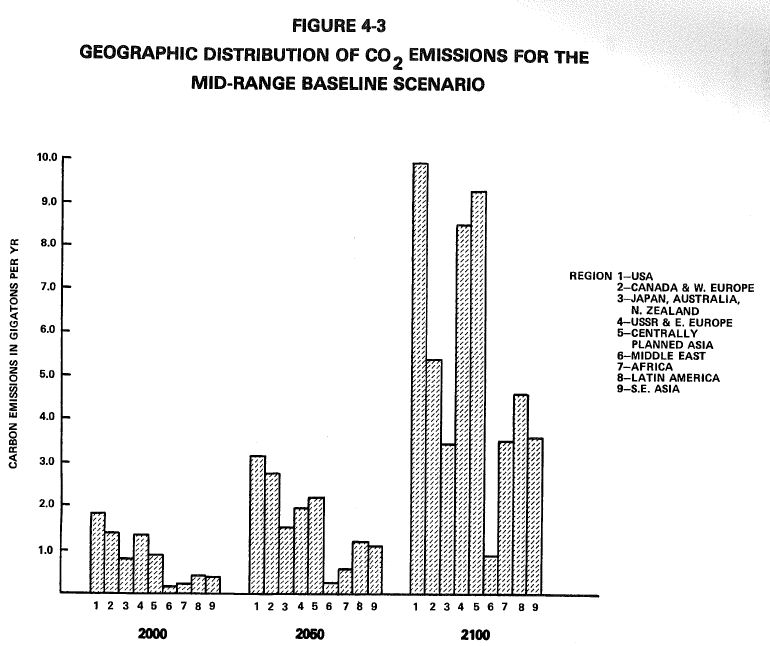 FIGURE 4-3
GEOGRAPHIC DISTRIBUTION OF CO2 EMISSIONS FOR THE
MID-RANGE BASELINE SCENARIO
CARBON EMISSIONS IN GIGATONS PER YR
10.0
9.0
8.0
7.0
6.0
5.0
4.0
3.0
2.0
1.0
REGION 1–USA
2–CANADA & W. EUROPE
3–JAPAN, AUSTRALIA,
N. ZEALAND
4–USSR & E. EUROPE
5–CENTRALLY
PLANNED ASIA
6–MIDDLE EAST
7–AFRICA
8–LATIN AMERICA
9–S.E. ASIA
1 2 3 4 5 6 7 8 9 1 2 3 4 5 6 7 8 9 1 2 3 4 5 6 7 8 9
2000 2050 2100